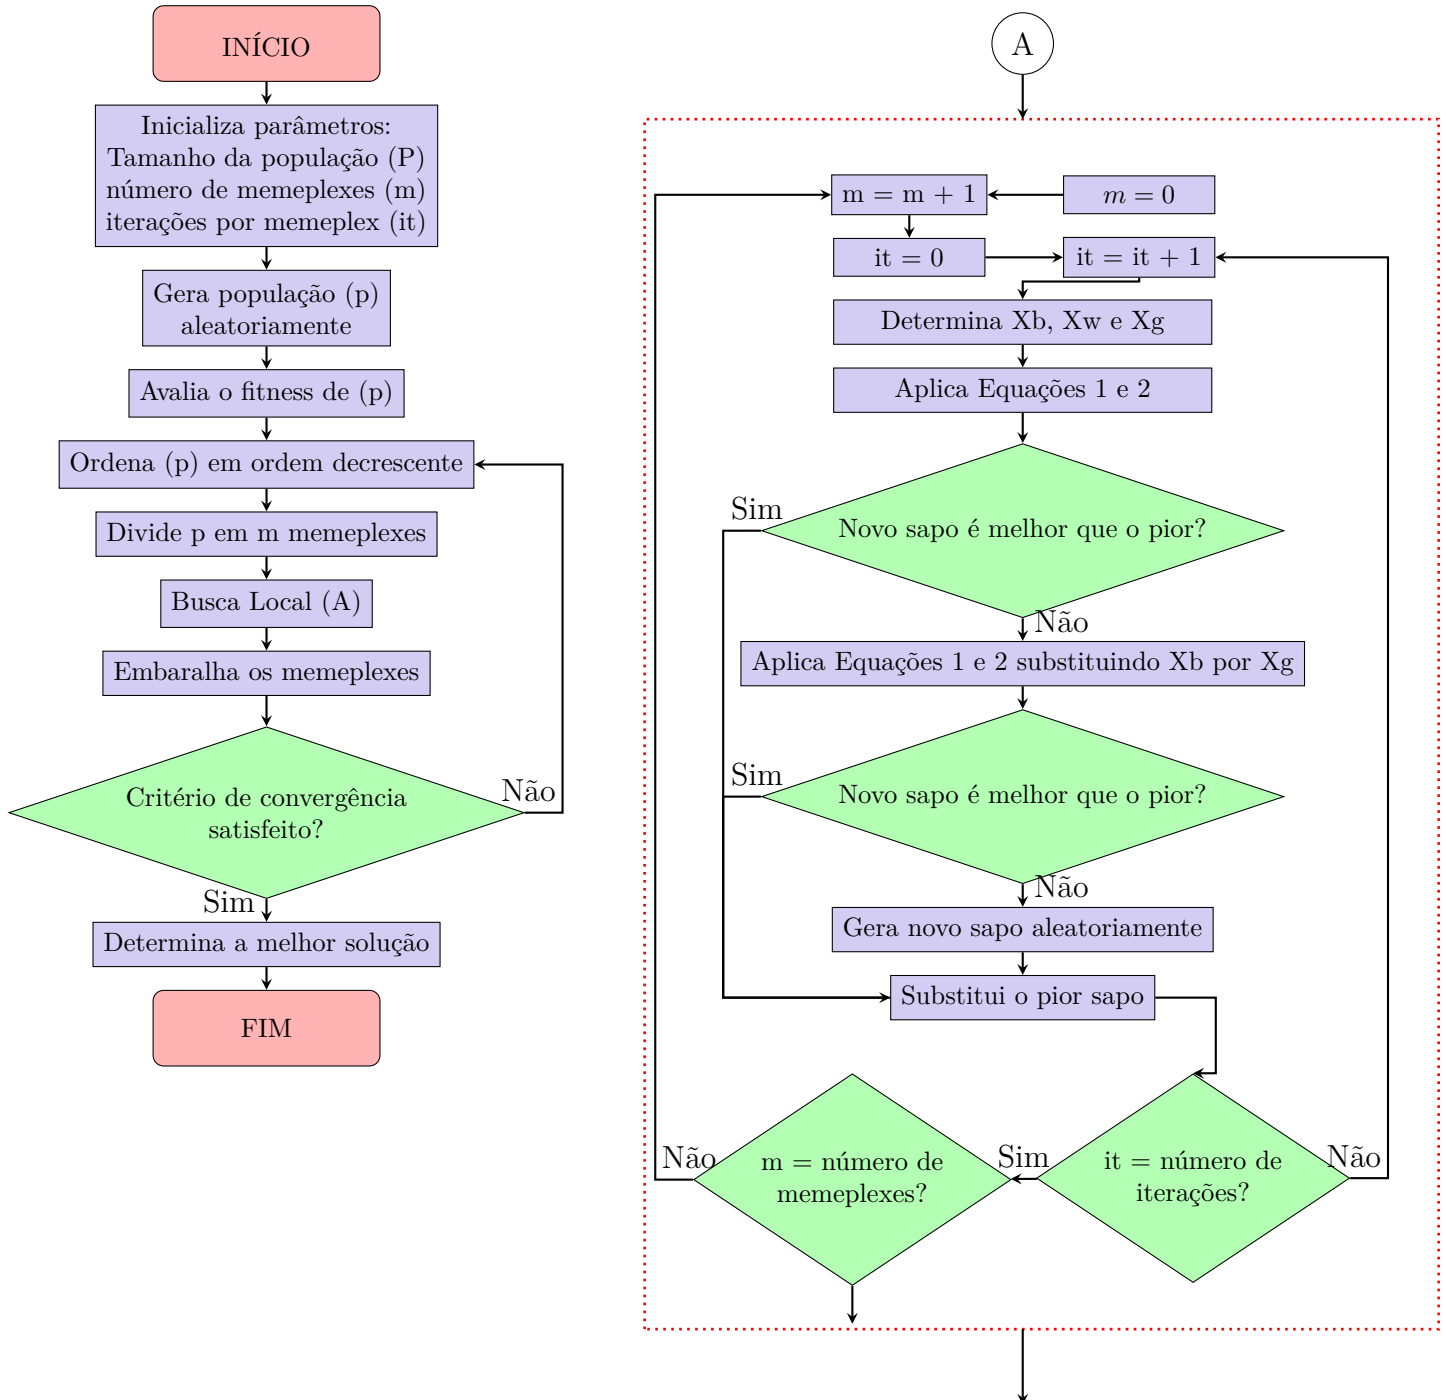 INÍCIO
Inicializa parâmetros:
Tamanho da população (P)
número de memeplexes (m)
iterações por memeplex (it)
Gera população (p)
aleatoriamente
Avalia o fitness de (p)
Ordena (p) em ordem decrescente
Divide p em m memeplexes
Busca Local (A)
Embaralha os memeplexes
Critério de convergência
satisfeito?
Não
Sim
Determina a melhor solução
FIM
A
m = m + 1
m = 0
it = 0
it = it + 1
Determina Xb, Xw e Xg
Aplica Equações 1 e 2
Sim
Novo sapo é melhor que o pior?
Não
Aplica Equações 1 e 2 substituindo Xb por Xg
Sim
Novo sapo é melhor que o pior?
Não
Gera novo sapo aleatoriamente
Substitui o pior sapo
Não
m = número de
memeplexes?
Sim
it = número de
iterações?
Não